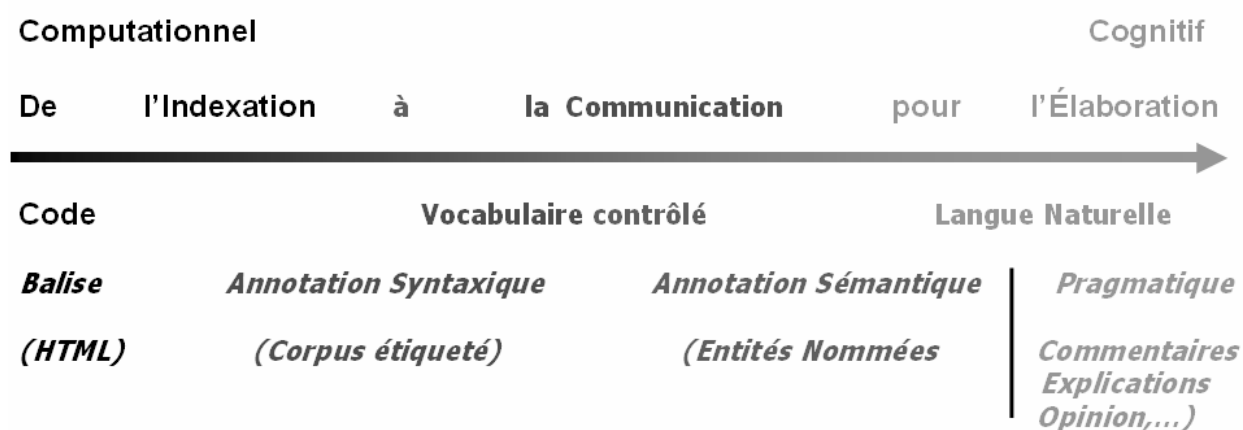 Computationnel Cognitif
De l'Indexation à la Communication pour l'Élaboration
Code Vocabulaire contrôlé Langue Naturelle
Balise Annotation Syntaxique Annotation Sémantique Pragmatique
(HTML) (Corpus étiqueté) (Entités Nommées Commentaires
Explications
Opinion,...)